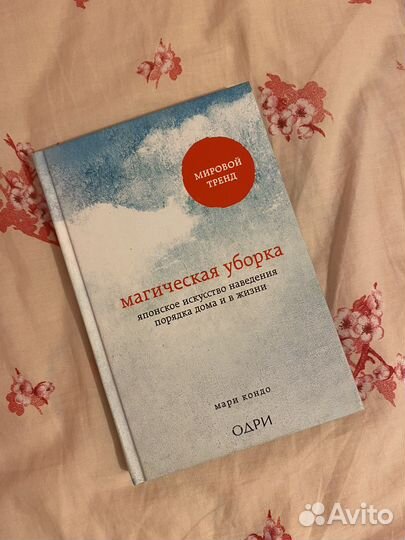 МИРОВОЙ
ТРЕНД
магическая уборка
японское искусство наведения
порядка дома и в жизни
мари кондо
ОДРИ
Avito